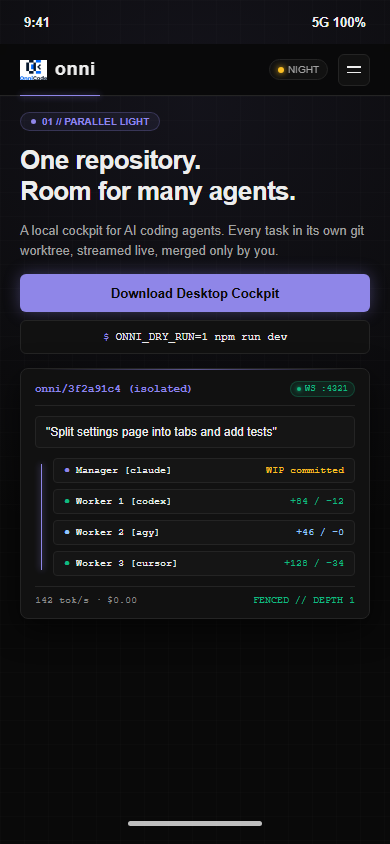 9:41
5G 100%
OnniCode
onni
NIGHT
01 // PARALLEL LIGHT
One repository.
Room for many agents.
A local cockpit for AI coding agents. Every task in its own git
worktree, streamed live, merged only by you.
Download Desktop Cockpit
$ ONNI_DRY_RUN=1 npm run dev
onni/3f2a91c4 (isolated)
WS :4321
"Split settings page into tabs and add tests"
Manager [claude]
WIP committed
Worker 1 [codex]
+84 / −12
Worker 2 [agy]
+46 / −0
Worker 3 [cursor]
+128 / −34
142 tok/s · $0.00
FENCED // DEPTH 1